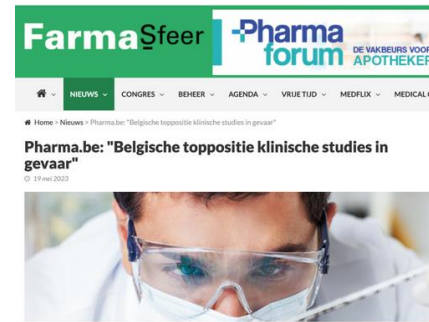 FarmaSfeer
-Pharma
forum
DE VAKBEURS VOOR
APOTHEKER
NIEUWS
CONGRES
BEHEER
AGENDA
VRIJE TIJD
MEDFLIX
MEDICAL
Home > Nieuws > Pharma.be: "Belgische toppositie klinische studies in gevaar"
Pharma.be: "Belgische toppositie klinische studies in
gevaar"
19 mei 2023